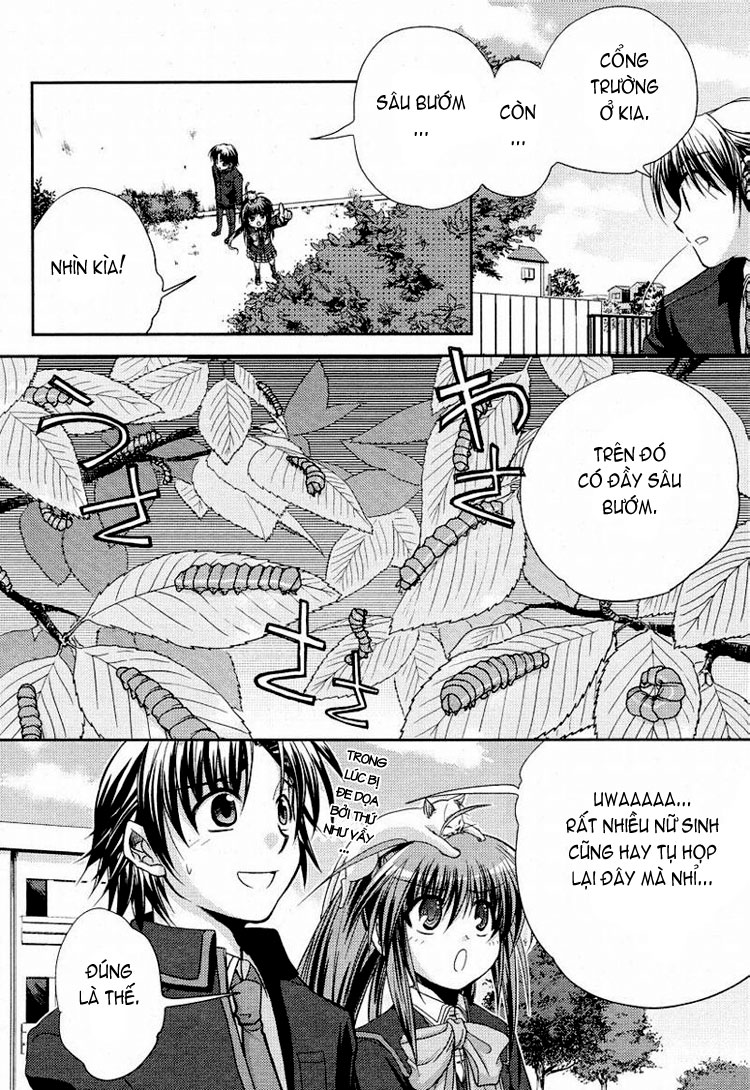 CỔNG
TRƯỜNG
Ở KIA.
CÒN
...
SÂU BƯỚM
...
NHÌN KÌA!
TRÊN ĐÓ
CÓ ĐẦY SÂU
BƯỚM.
UWAAAAA...
RẤT NHIỀU NỮ SINH
CŨNG HAY TỤ HỌP
LẠI ĐÂY MÀ NHỈ...
TRONG
LÚC BỊ
ĐE DỌA
BỞI THỨ
NHƯ VẦY
...
ĐÚNG
LÀ THẾ.